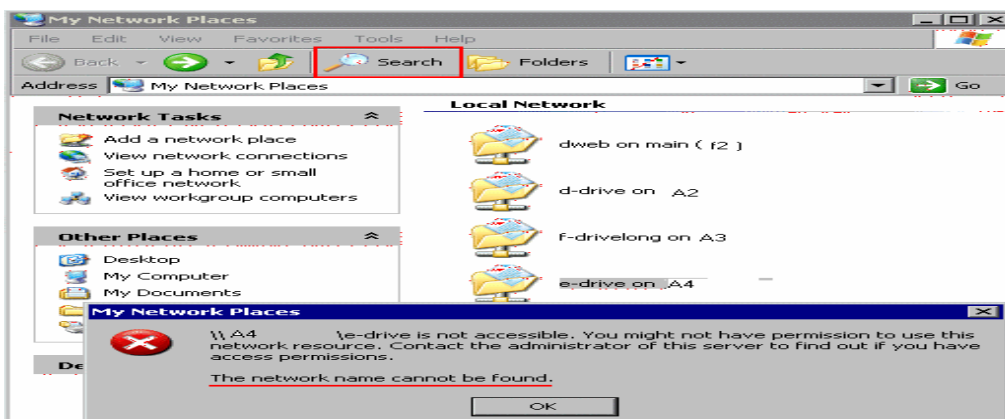 My Network Places
File Edit View Favorites Tools Help
Back Search Folders
Address My Network Places Go
Network Tasks
Add a network place
View network connections
Set up a home or small
office network
View workgroup computers
Other Places
Desktop
My Computer
My Documents
De
Local Network
dweb on main ( f2 )
d-drive on A2
f-drivelong on A3
e-drive on A4
My Network Places
\\ A4 \e-drive is not accessible. You might not have permission to use this
network resource. Contact the administrator of this server to find out if you have
access permissions.
The network name cannot be found.
OK